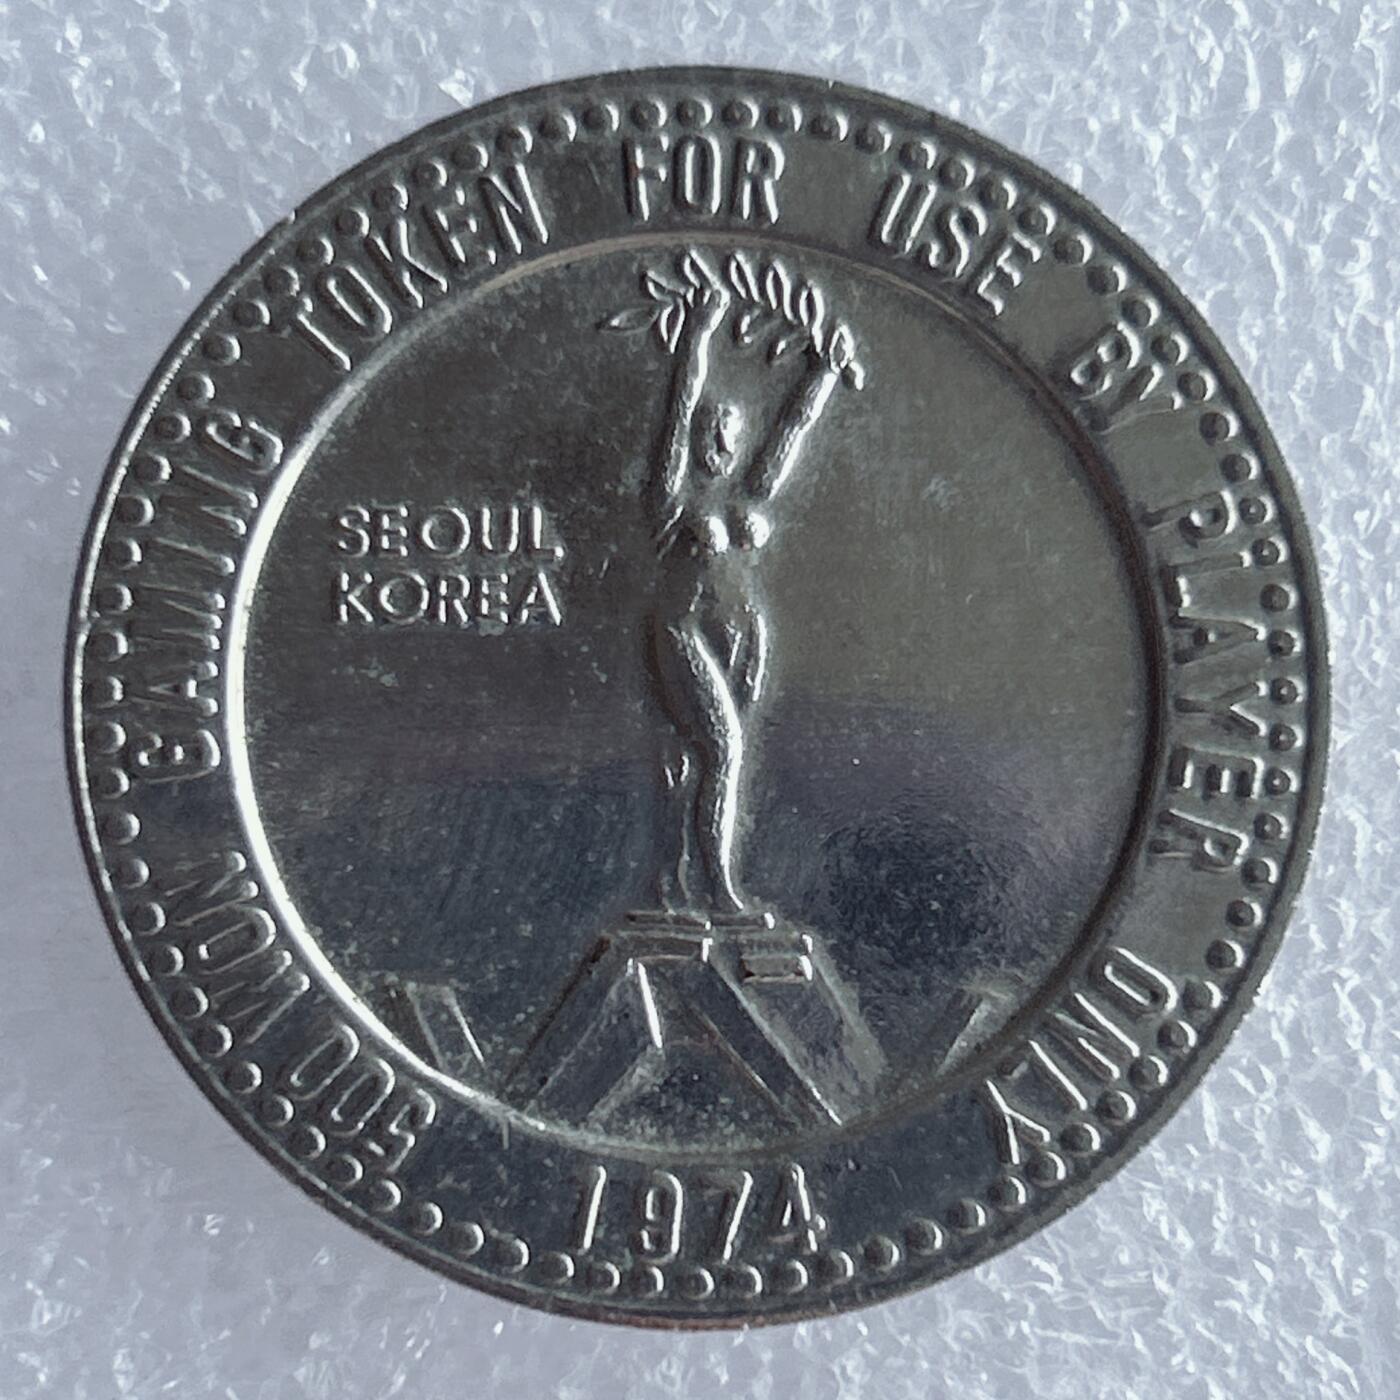 500 WON GAMING TOKEN FOR USE BY PLAYER ONLY
SEOUL
KOREA
1974